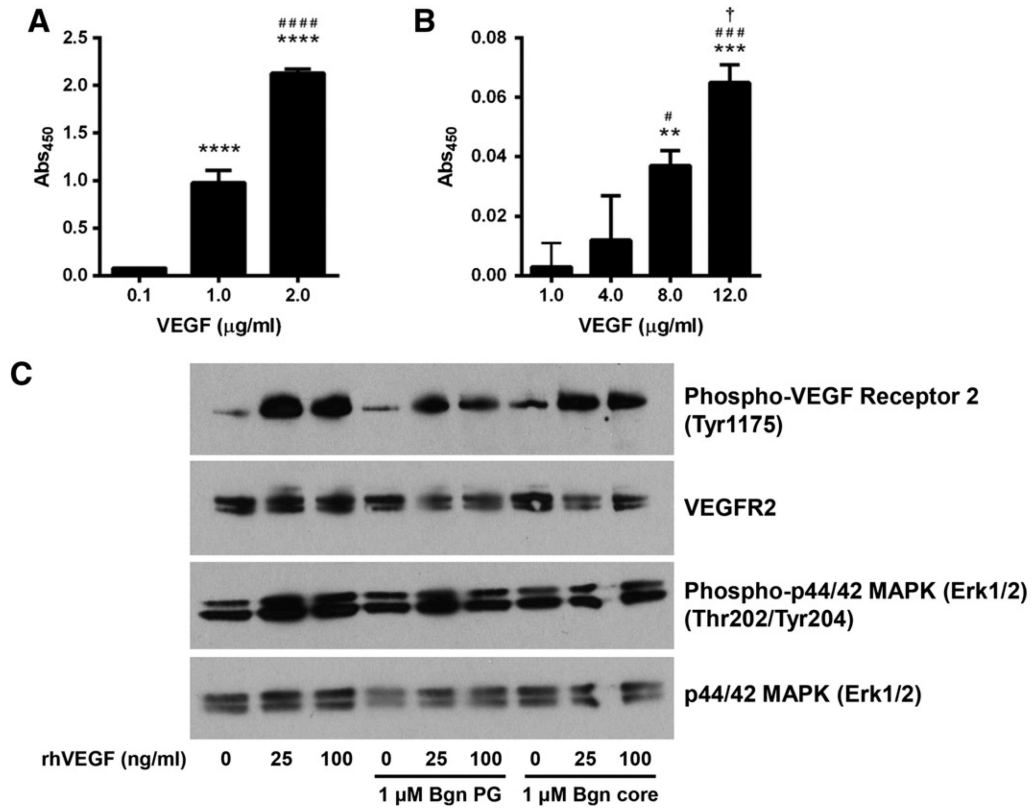 A
####
****
****
2.5
2.0
1.5
1.0
0.5
0.0
Abs450
0.1 1.0 2.0
VEGF (μg/ml)
B
†
###
***
#
**
0.08
0.06
0.04
0.02
0.00
Abs450
1.0 4.0 8.0 12.0
VEGF (μg/ml)
C
Phospho-VEGF Receptor 2
(Tyr1175)
VEGFR2
Phospho-p44/42 MAPK (Erk1/2)
(Thr202/Tyr204)
p44/42 MAPK (Erk1/2)
rhVEGF (ng/ml) 0 25 100 0 25 100 0 25 100
1 μM Bgn PG 1 μM Bgn core